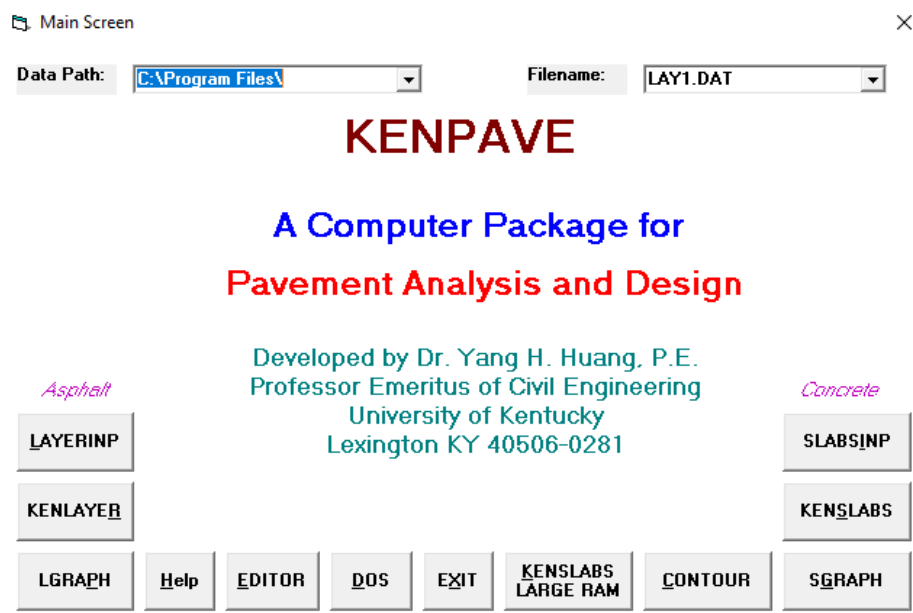 Main Screen
Data Path: C:\Program Files\ Filename: LAY1.DAT
KENPAVE
A Computer Package for
Pavement Analysis and Design
Developed by Dr. Yang H. Huang, P.E.
Professor Emeritus of Civil Engineering
University of Kentucky
Lexington KY 40506-0281
Asphalt
Concrete
LAYERINP
SLABSINP
KENLAYER
KENSLABS
LGRAPH
Help
EDITOR
DOS
EXIT
KENSLABS
LARGE RAM
CONTOUR
SGRAPH